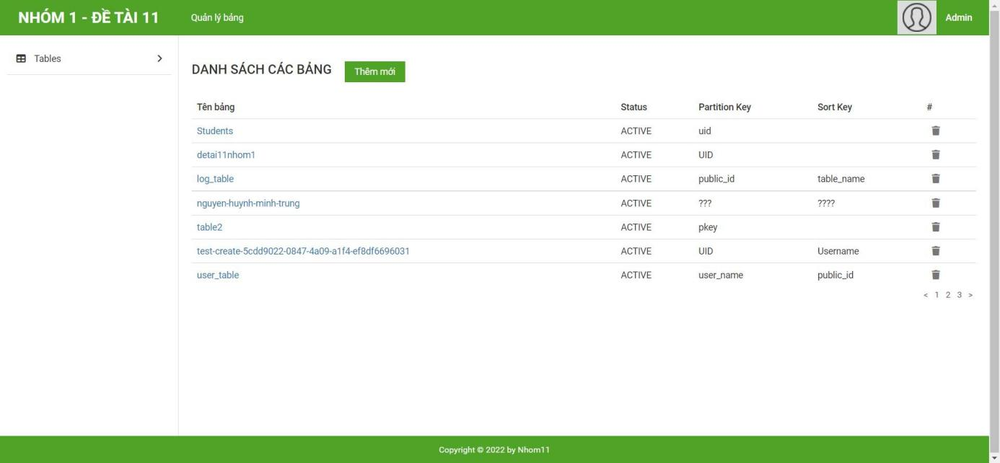 NHÓM 1 - ĐỀ TÀI 11 Quản lý bảng Admin
Tables
DANH SÁCH CÁC BẢNG Thêm mới
Tên bảng Status Partition Key Sort Key #
Students ACTIVE uid
detai11nhom1 ACTIVE UID
log_table ACTIVE public_id table_name
nguyen-huynh-minh-trung ACTIVE ??? ????
table2 ACTIVE pkey
test-create-5cdd9022-0847-4a09-a1f4-ef8df6696031 ACTIVE UID Username
user_table ACTIVE user_name public_id
< 1 2 3 >
Copyright © 2022 by Nhom11